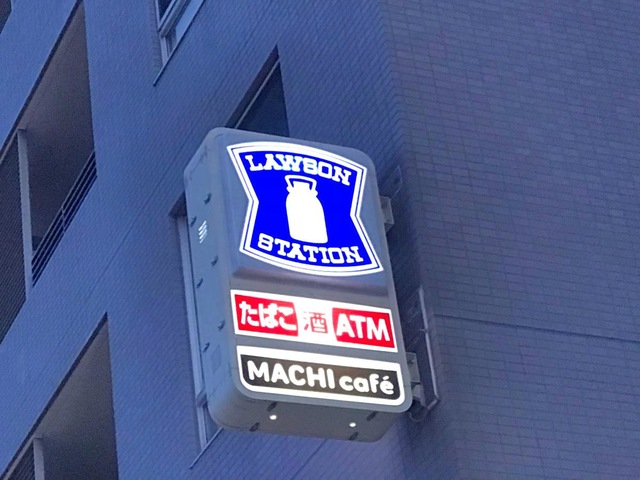 LAWSON
STATION
たばこ 酒 ATM
MACHI café